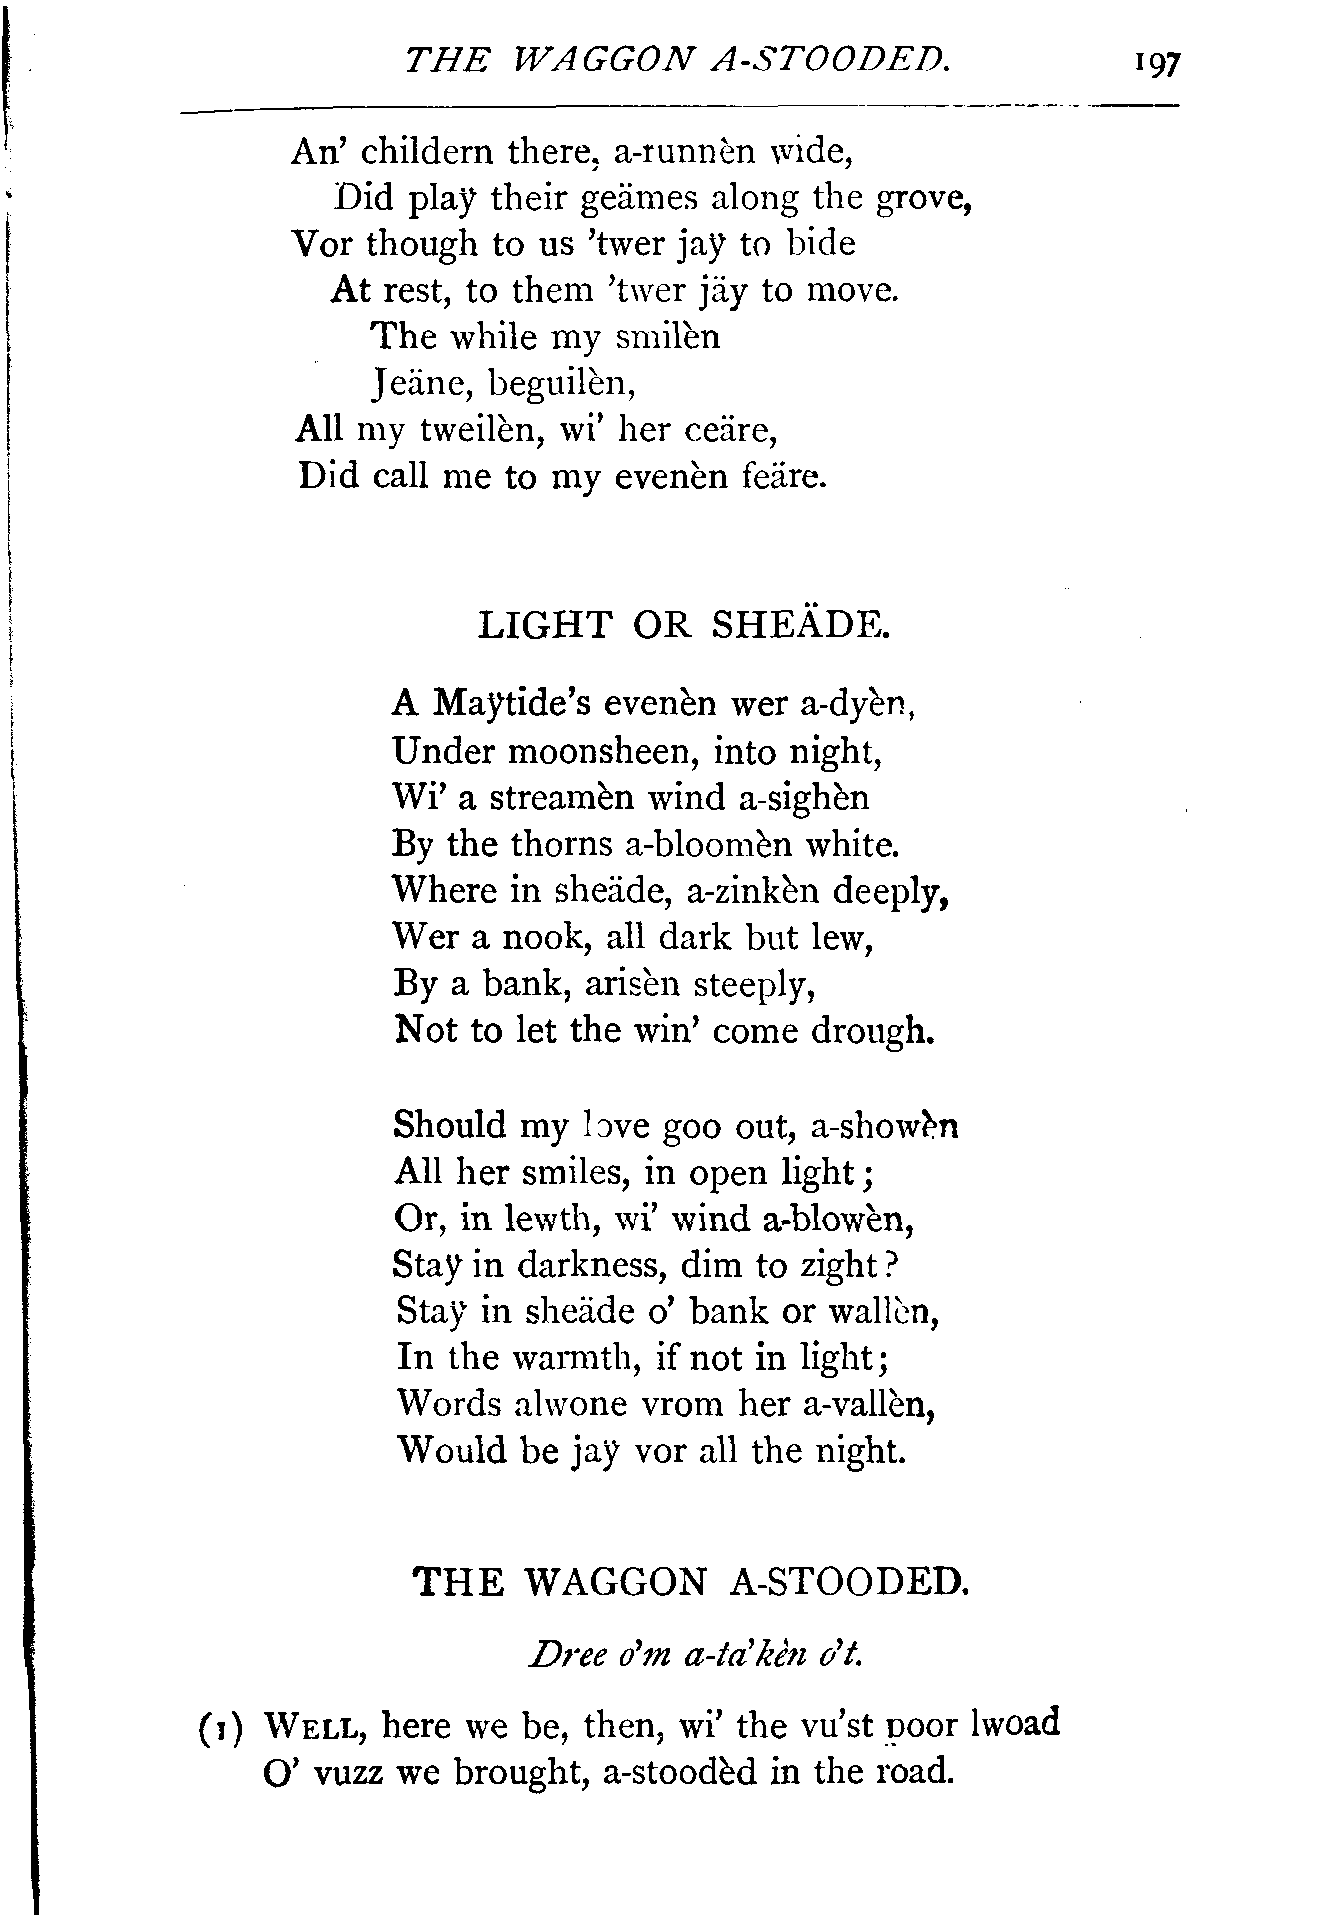 THE WAGGON A-STOODED. 197
An' childern there, a-runnèn wide,
Did plaÿ their geämes along the grove,
Vor though to us 'twer jaÿ to bide
At rest, to them 'twer jäy to move.
The while my smilèn
Jeäne, beguilèn,
All my tweilèn, wi' her ceäre,
Did call me to my evenèn feäre.
LIGHT OR SHEÄDE.
A Maÿtide's evenèn wer a-dyèn,
Under moonsheen, into night,
Wi' a streamèn wind a-sighèn
By the thorns a-bloomèn white.
Where in sheäde, a-zinkèn deeply,
Wer a nook, all dark but lew,
By a bank, arisèn steeply,
Not to let the win' come drough.
Should my love goo out, a-showèn
All her smiles, in open light;
Or, in lewth, wi' wind a-blowèn,
Staÿ in darkness, dim to zight?
Staÿ in sheäde o' bank or wallèn,
In the warmth, if not in light;
Words alwone vrom her a-vallèn,
Would be jaÿ vor all the night.
THE WAGGON A-STOODED.
Dree o'm a-ta'kèn o't.
(1) WELL, here we be, then, wi' the vu'st poor lwoad
O' vuzz we brought, a-stoodèd in the road.